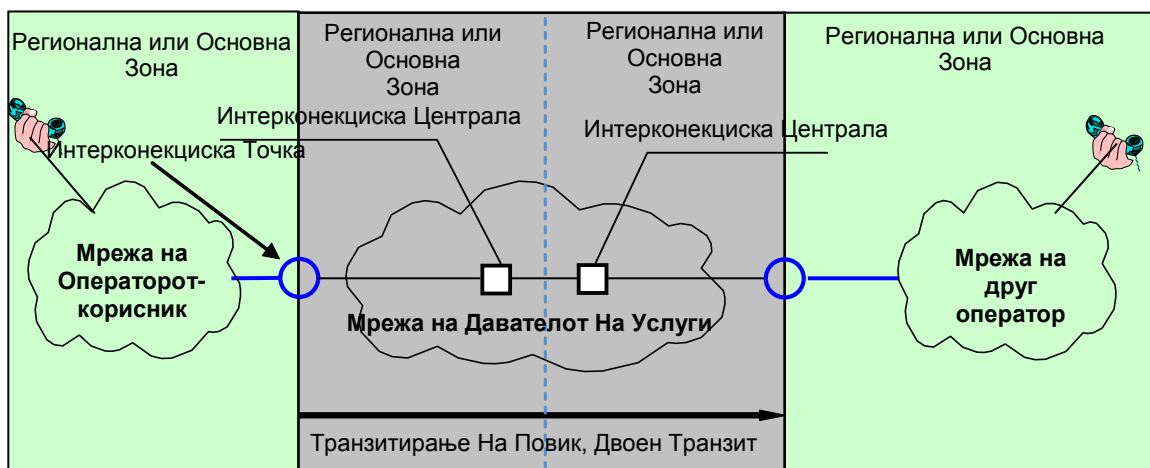 Регионална или Основна
Зона
Регионална или
Основна
Зона
Регионална или
Основна
Зона
Регионална или Основна
Зона
Интерконекциска Централа
Интерконекциска Централа
Интерконекциска Точка
Мрежа на
Операторот-
корисник
Мрежа на Давателот На Услуги
Мрежа на
друг
оператор
Транзитирање На Повик, Двоен Транзит